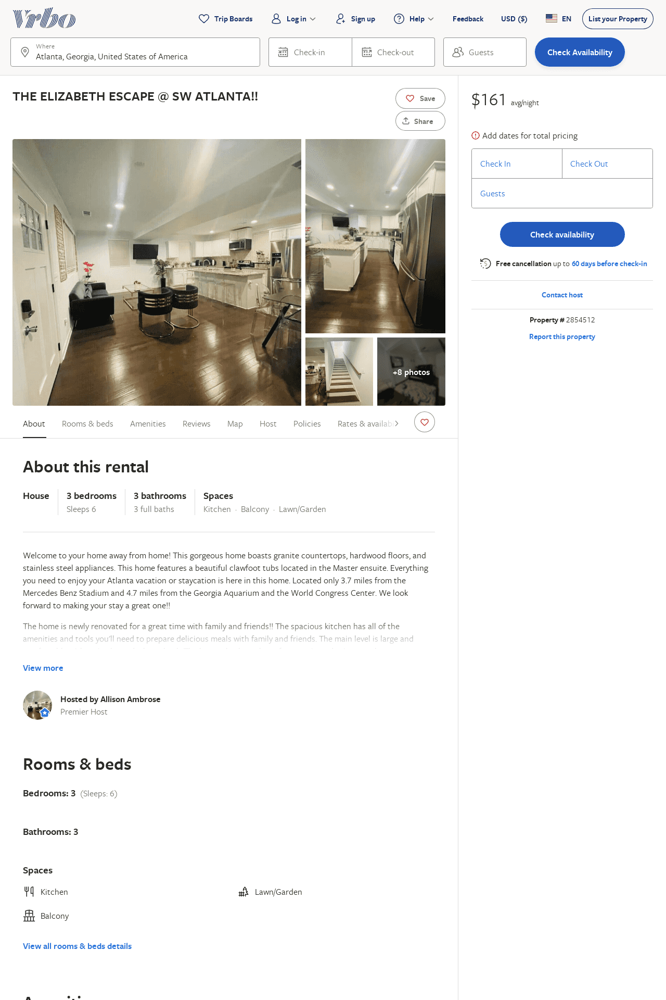 Vrbo
Trip Boards
Log in
Sign up
Help
Feedback
USD ($)
EN
List your Property
Where
Atlanta, Georgia, United States of America
Check-in
Check-out
Guests
Check Availability
THE ELIZABETH ESCAPE @ SW ATLANTA!!
Save
Share
+8 photos
$161 avg/night
Add dates for total pricing
Check In
Check Out
Guests
Check availability
Free cancellation up to 60 days before check-in
Contact host
Property # 2854512
Report this property
About
Rooms & beds
Amenities
Reviews
Map
Host
Policies
Rates & availab
About this rental
House
3 bedrooms
Sleeps 6
3 bathrooms
3 full baths
Spaces
Kitchen · Balcony · Lawn/Garden
Welcome to your home away from home! This gorgeous home boasts granite countertops, hardwood floors, and
stainless steel appliances. This home features a beautiful clawfoot tubs located in the Master ensuite. Everything
you need to enjoy your Atlanta vacation or staycation is here in this home. Located only 3.7 miles from the
Mercedes Benz Stadium and 4.7 miles from the Georgia Aquarium and the World Congress Center. We look
forward to making your stay a great one!!
The home is newly renovated for a great time with family and friends!! The spacious kitchen has all of the
amenities and tools you'll need to prepare delicious meals with family and friends. The main level is large and
View more
Hosted by Allison Ambrose
Premier Host
Rooms & beds
Bedrooms: 3 (Sleeps: 6)
Bathrooms: 3
Spaces
Kitchen
Lawn/Garden
Balcony
View all rooms & beds details